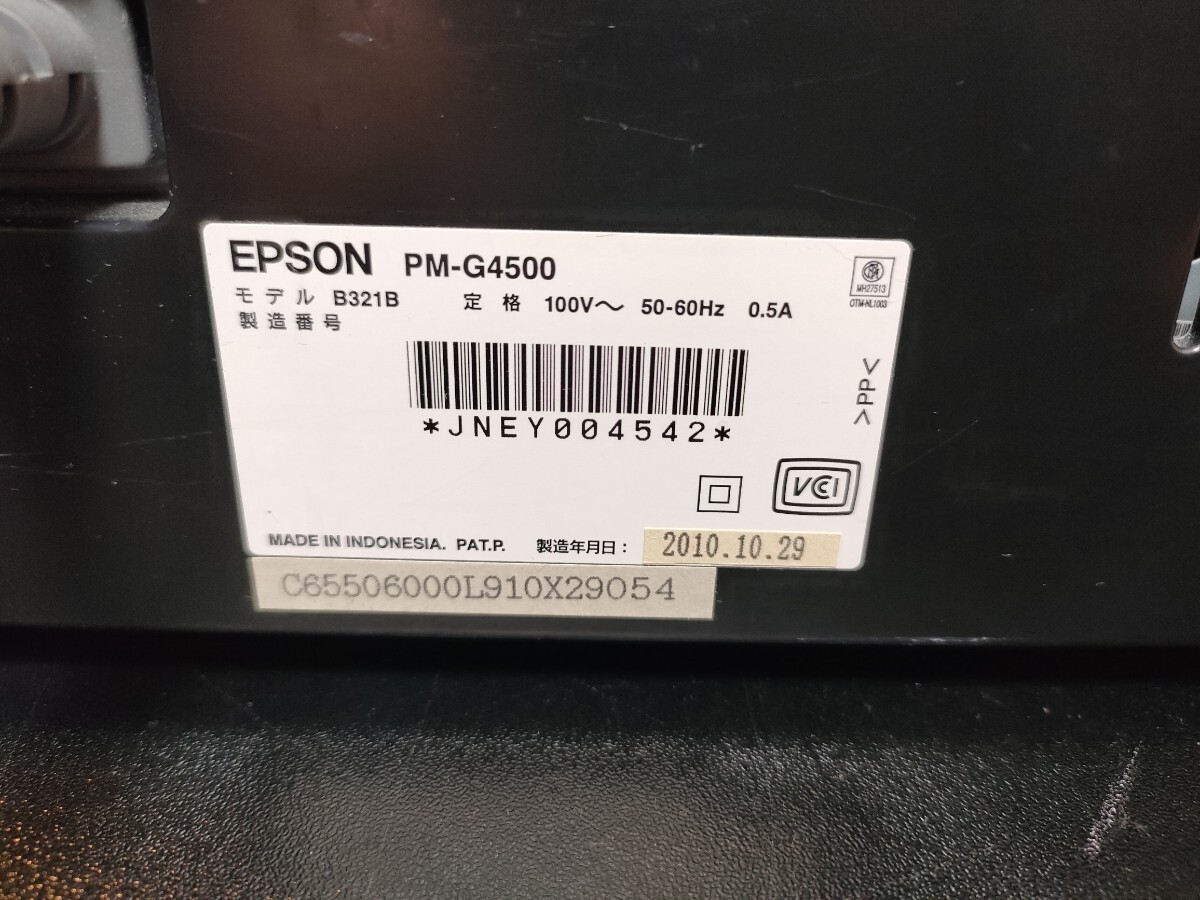 EPSON PM-G4500
モデル B321B 定格 100V～ 50-60Hz 0.5A
製造番号
MH27513
OTM-NL1003
*JNEY004542*
>PP<
VCI
MADE IN INDONESIA. PAT.P. 製造年月日： 2010.10.29
C65506000L910X29054